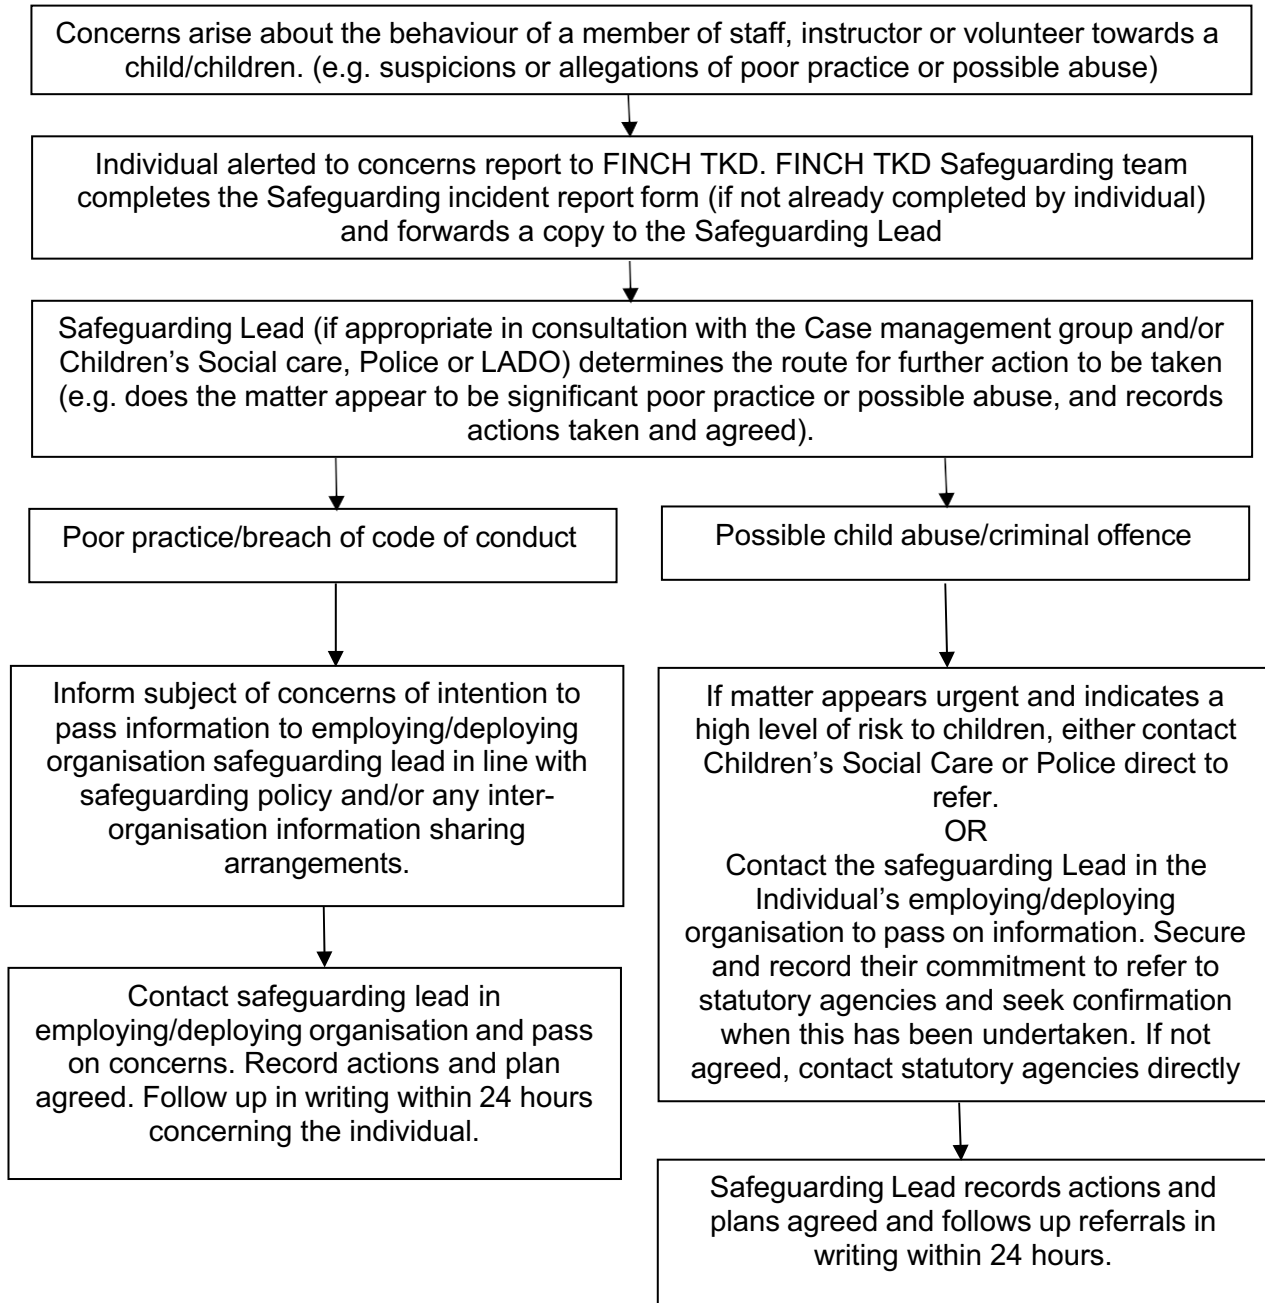 Concerns arise about the behaviour of a member of staff, instructor or volunteer towards a
child/children. (e.g. suspicions or allegations of poor practice or possible abuse)
Individual alerted to concerns report to FINCH TKD. FINCH TKD Safeguarding team
completes the Safeguarding incident report form (if not already completed by individual)
and forwards a copy to the Safeguarding Lead
Safeguarding Lead (if appropriate in consultation with the Case management group and/or
Children’s Social care, Police or LADO) determines the route for further action to be taken
(e.g. does the matter appear to be significant poor practice or possible abuse, and records
actions taken and agreed).
Poor practice/breach of code of conduct
Possible child abuse/criminal offence
Inform subject of concerns of intention to
pass information to employing/deploying
organisation safeguarding lead in line with
safeguarding policy and/or any inter-
organisation information sharing
arrangements.
If matter appears urgent and indicates a
high level of risk to children, either contact
Children’s Social Care or Police direct to
refer.
OR
Contact the safeguarding Lead in the
Individual’s employing/deploying
organisation to pass on information. Secure
and record their commitment to refer to
statutory agencies and seek confirmation
when this has been undertaken. If not
agreed, contact statutory agencies directly
Contact safeguarding lead in
employing/deploying organisation and pass
on concerns. Record actions and plan
agreed. Follow up in writing within 24 hours
concerning the individual.
Safeguarding Lead records actions and
plans agreed and follows up referrals in
writing within 24 hours.